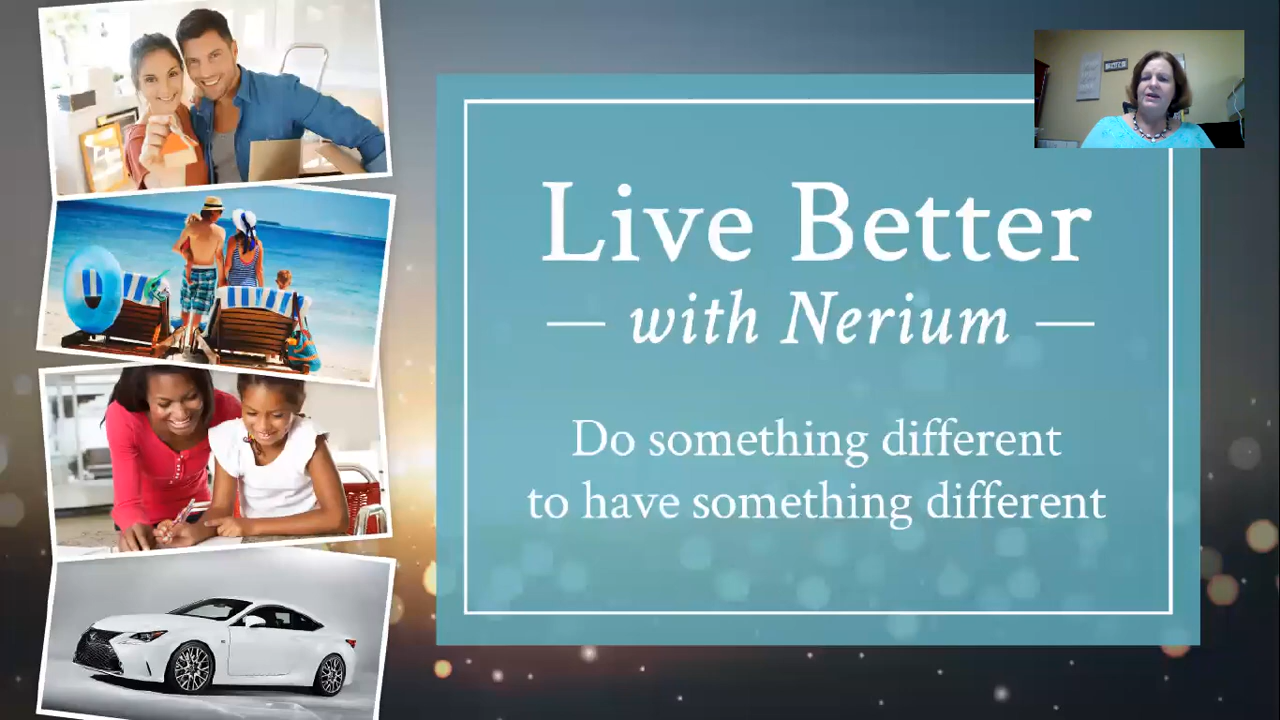 Live Better
— with Nerium —
Do something different
to have something different